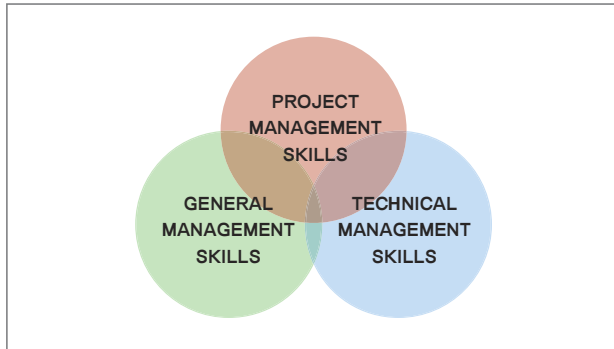 PROJECT
MANAGEMENT
SKILLS
GENERAL
MANAGEMENT
SKILLS
TECHNICAL
MANAGEMENT
SKILLS